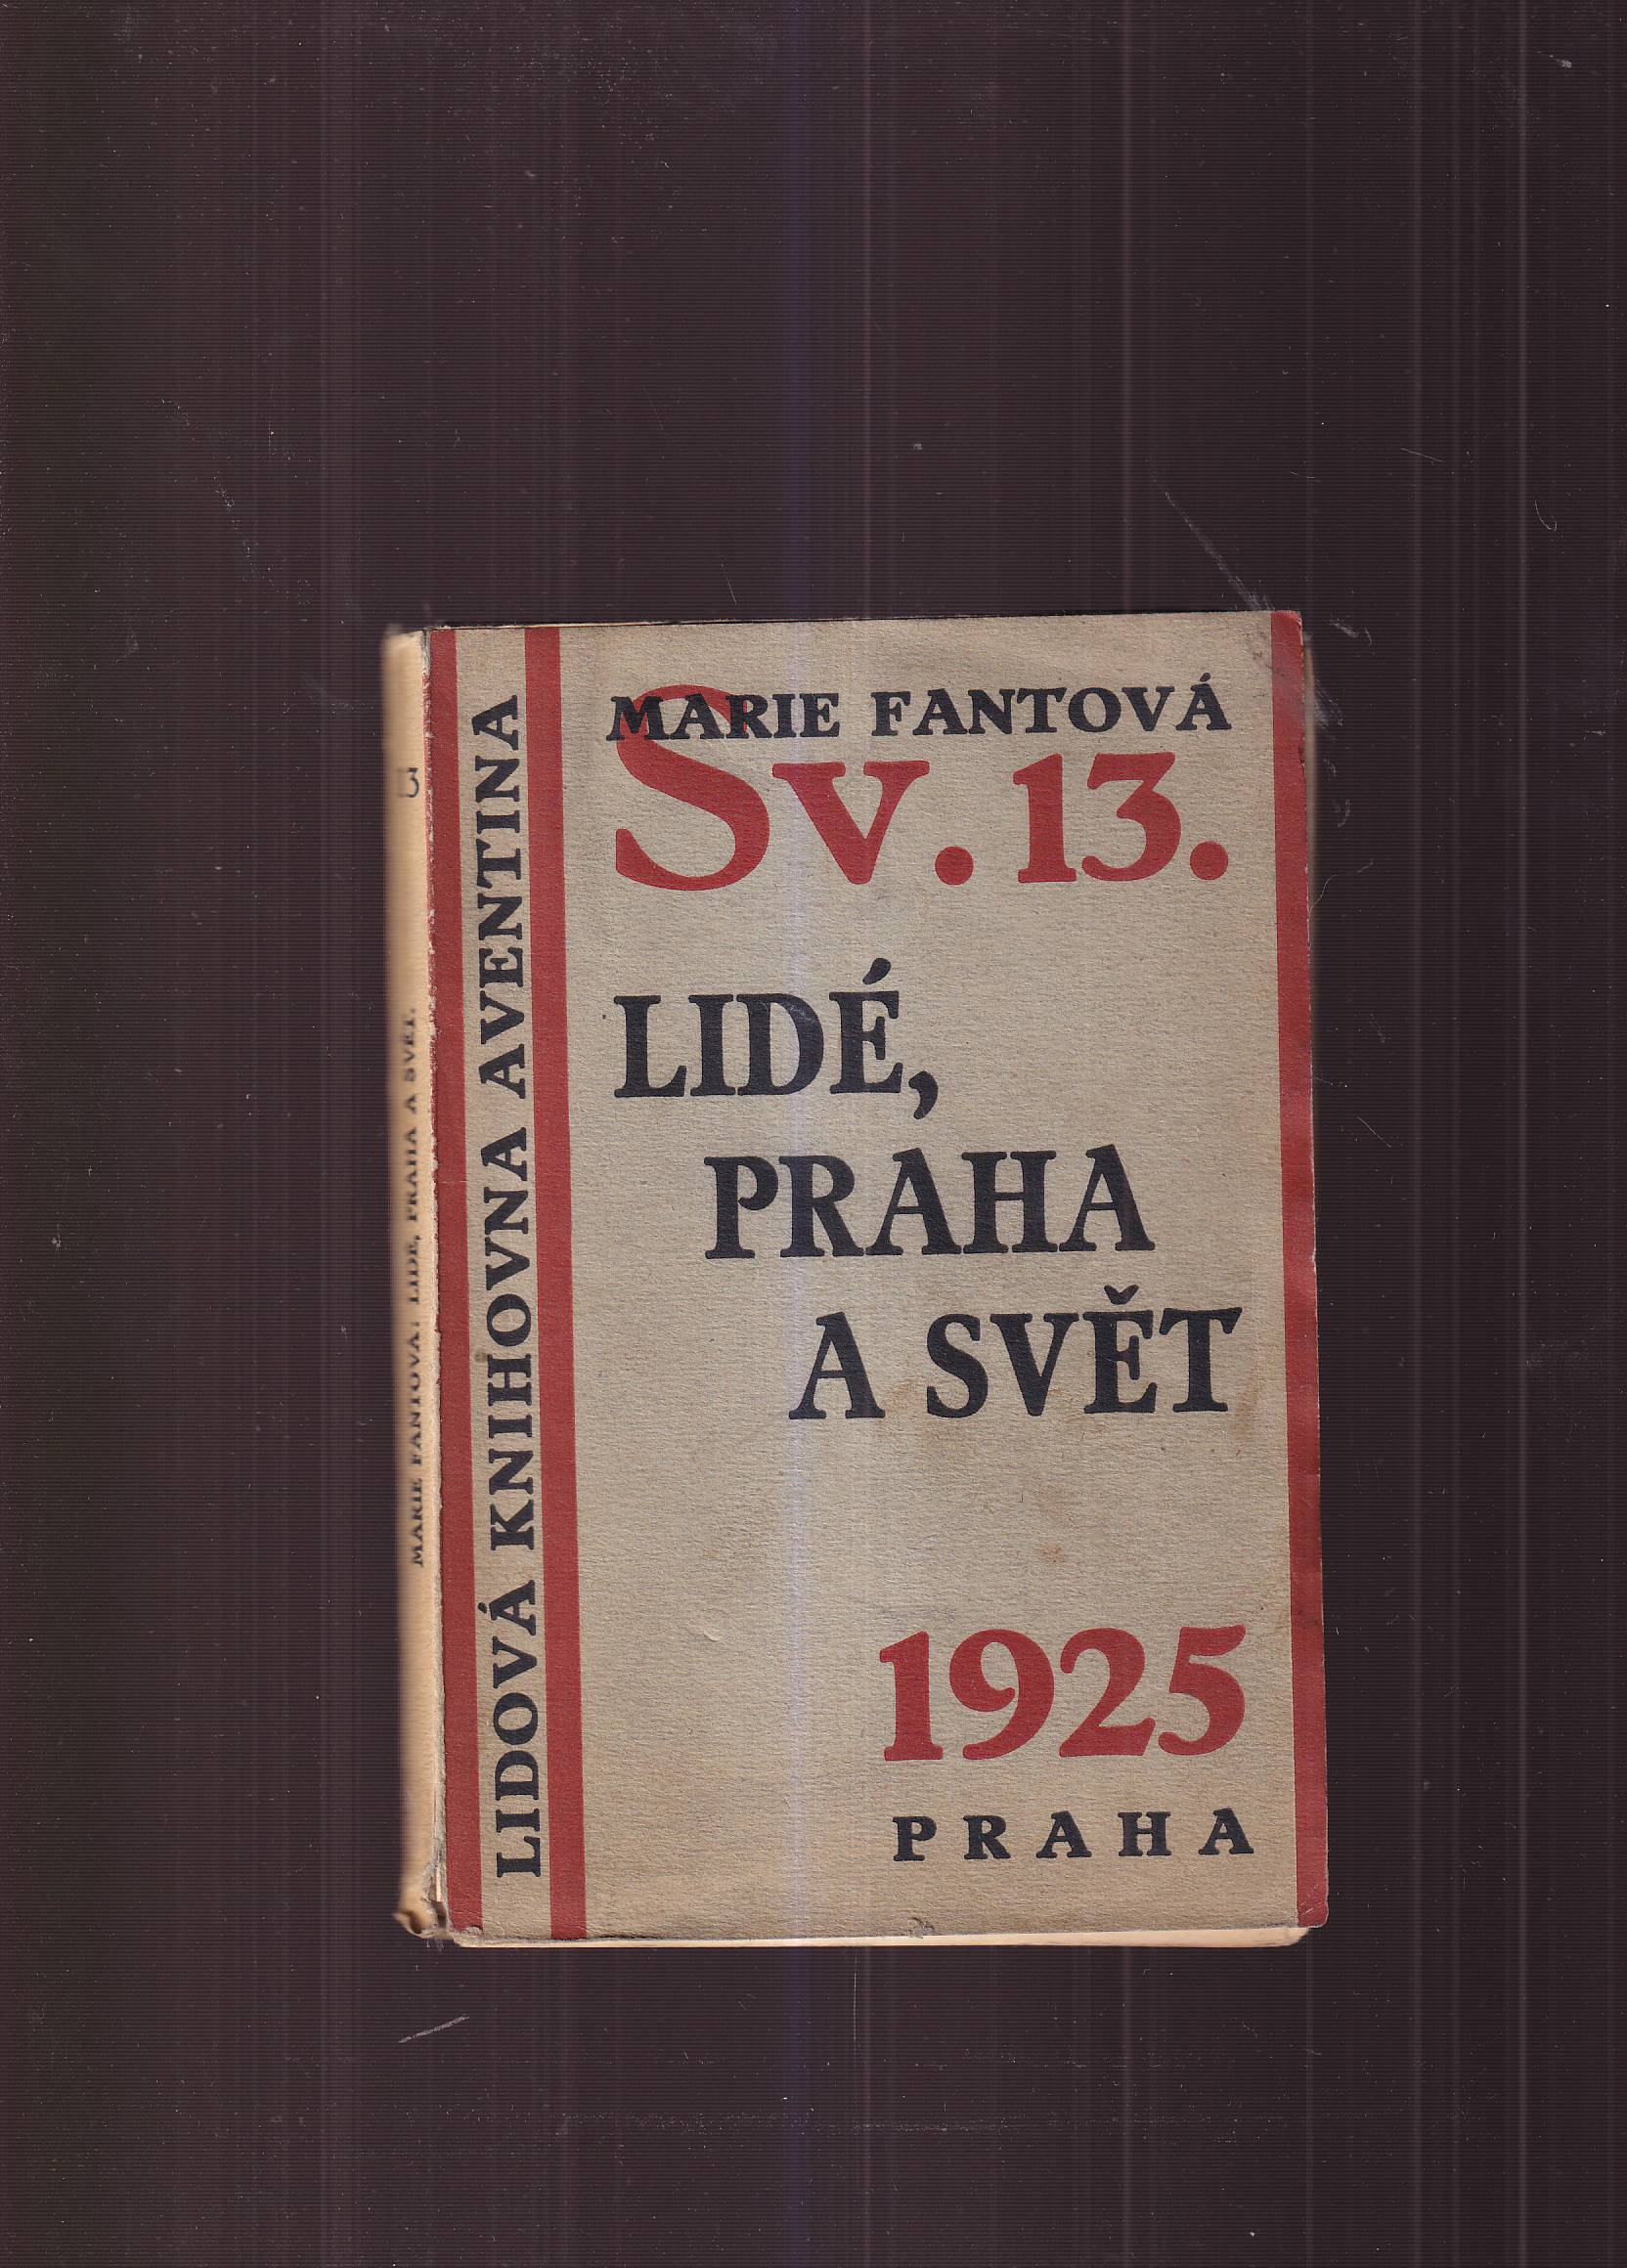 MARIE FANTOVÁ
Sv. 13.
LIDÉ,
PRAHA
A SVĚT
1925
PRAHA
LIDOVÁ KNIHOVNA AVENTINA
MARIE FANTOVÁ: LIDÉ, PRAHA A SVĚT.
13